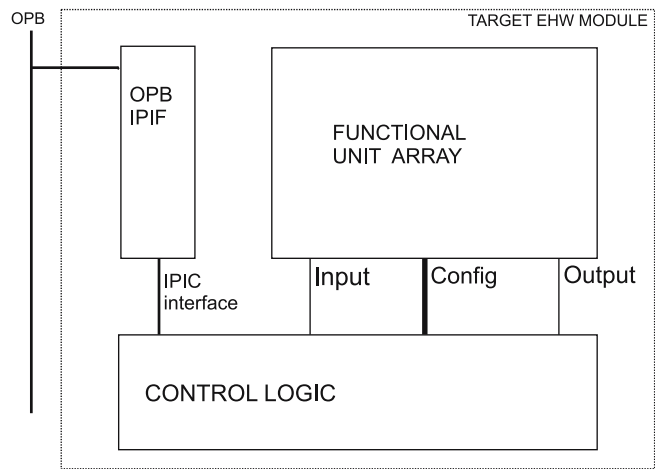 OPB
TARGET EHW MODULE
OPB
IPIF
FUNCTIONAL
UNIT ARRAY
IPIC
interface
Input
Config
Output
CONTROL LOGIC